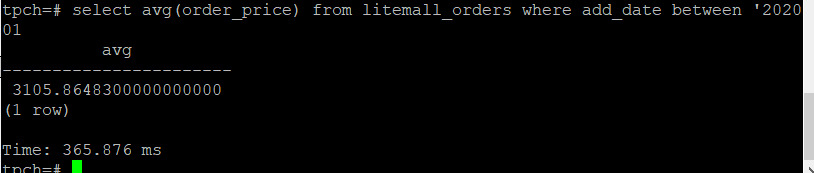 tpch=# select avg(order_price) from litemall_orders where add_date between '2020
01
avg
-----------------------
3105.8648300000000000
(1 row)
Time: 365.876 ms
tpch=#